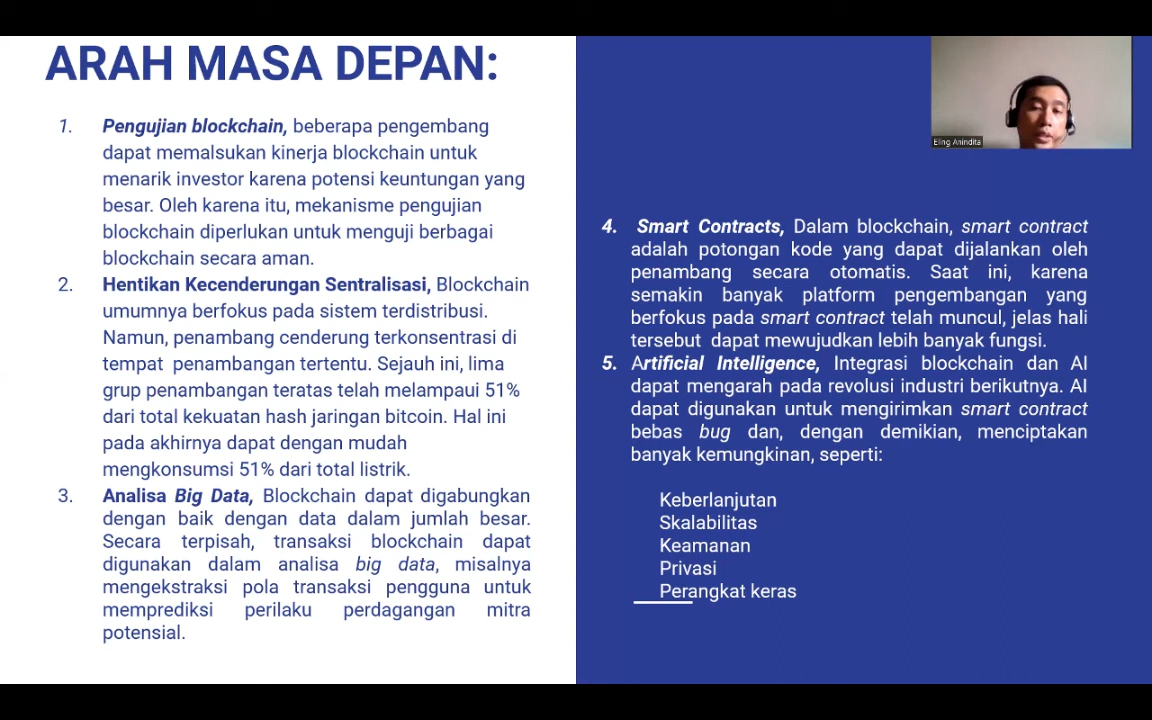 ARAH MASA DEPAN:
1. Pengujian blockchain, beberapa pengembang
dapat memalsukan kinerja blockchain untuk
menarik investor karena potensi keuntungan yang
besar. Oleh karena itu, mekanisme pengujian
blockchain diperlukan untuk menguji berbagai
blockchain secara aman.
2. Hentikan Kecenderungan Sentralisasi, Blockchain
umumnya berfokus pada sistem terdistribusi.
Namun, penambang cenderung terkonsentrasi di
tempat penambangan tertentu. Sejauh ini, lima
grup penambangan teratas telah melampaui 51%
dari total kekuatan hash jaringan bitcoin. Hal ini
pada akhirnya dapat dengan mudah
mengkonsumsi 51% dari total listrik.
3. Analisa Big Data, Blockchain dapat digabungkan
dengan baik dengan data dalam jumlah besar.
Secara terpisah, transaksi blockchain dapat
digunakan dalam analisa big data, misalnya
mengekstraksi pola transaksi pengguna untuk
memprediksi perilaku perdagangan mitra
potensial.
Eling Anindita
4. Smart Contracts, Dalam blockchain, smart contract
adalah potongan kode yang dapat dijalankan oleh
penambang secara otomatis. Saat ini, karena
semakin banyak platform pengembangan yang
berfokus pada smart contract telah muncul, jelas hali
tersebut dapat mewujudkan lebih banyak fungsi.
5. Artificial Intelligence, Integrasi blockchain dan AI
dapat mengarah pada revolusi industri berikutnya. AI
dapat digunakan untuk mengirimkan smart contract
bebas bug dan, dengan demikian, menciptakan
banyak kemungkinan, seperti:
Keberlanjutan
Skalabilitas
Keamanan
Privasi
Perangkat keras